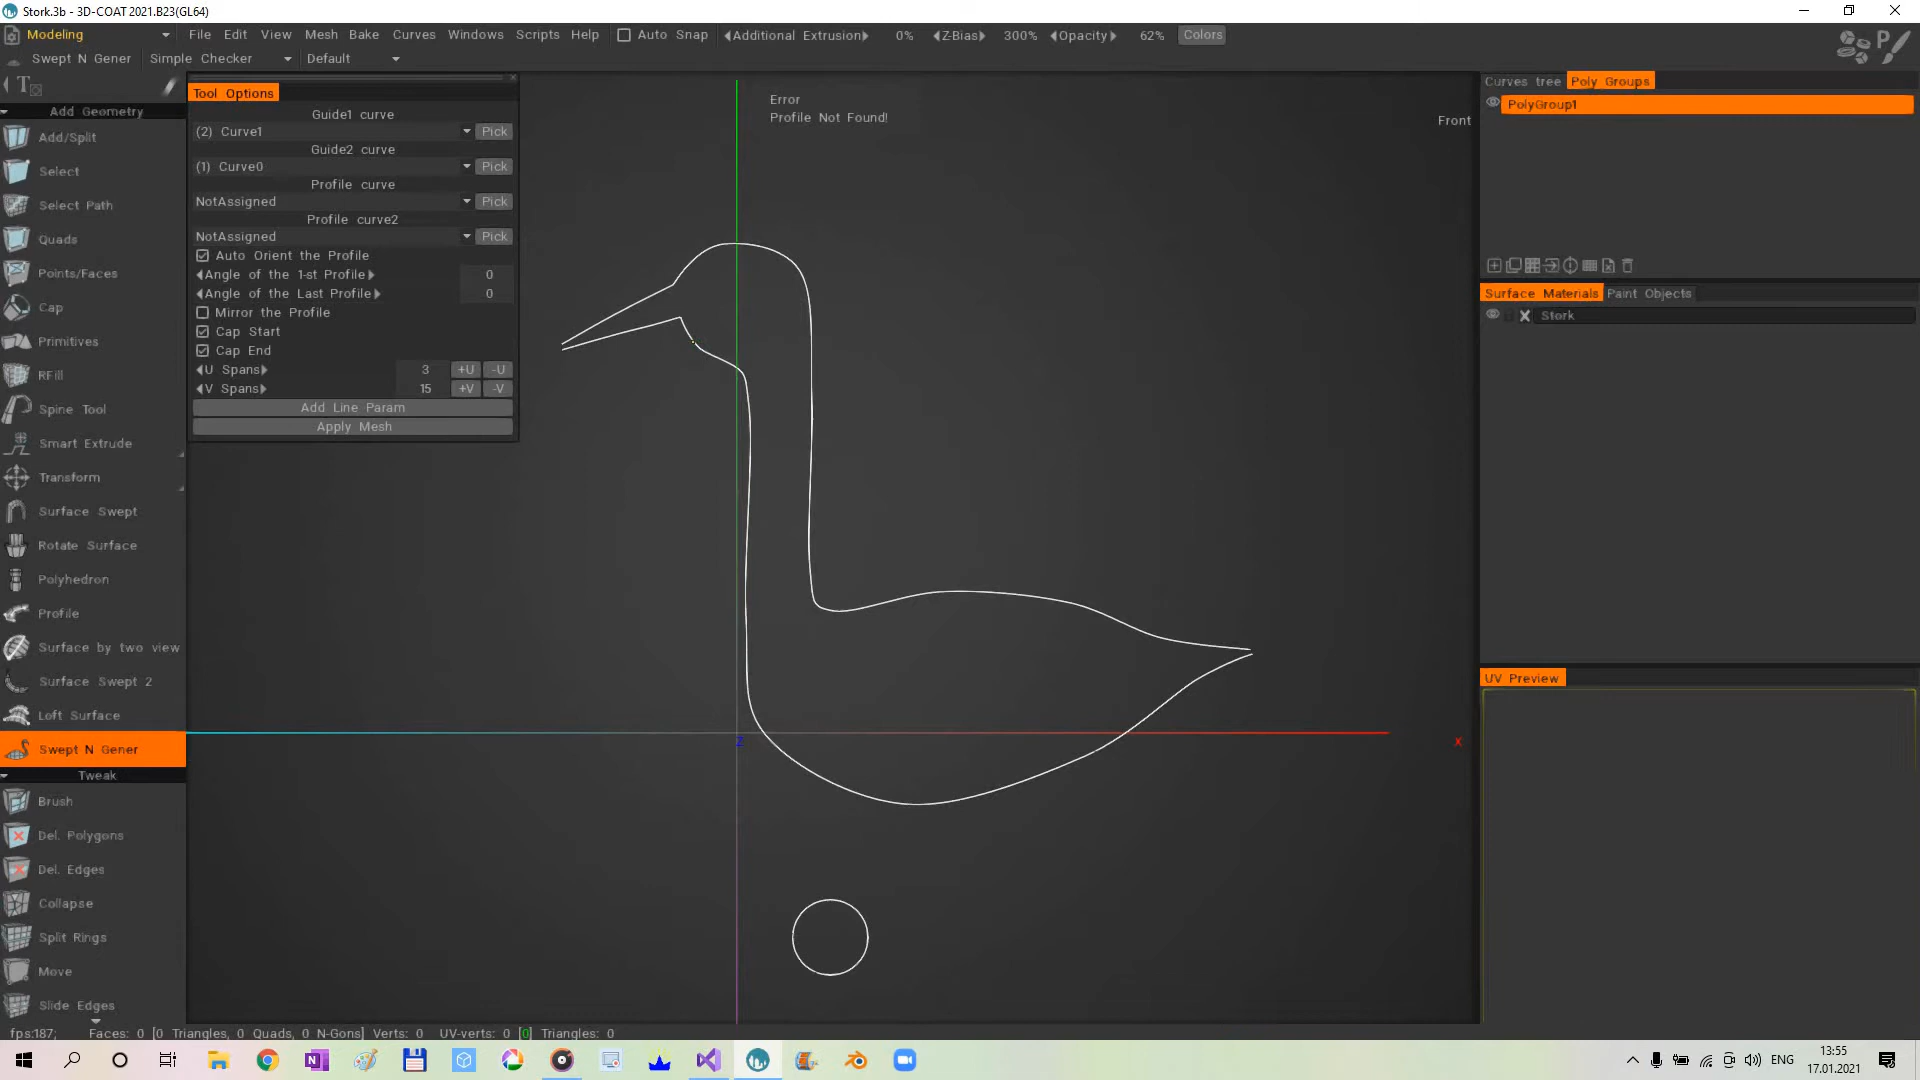 Stork.3b - 3D-COAT 2021.B23(GL64)
Modeling File Edit View Mesh Bake Curves Windows Scripts Help Auto Snap Additional Extrusion 0% Z-Bias 300% Opacity 62% Colors
Swept N Gener Simple Checker Default
T
Add Geometry
Add/Split
Select
Select Path
Quads
Points/Faces
Cap
Primitives
RFill
Spine Tool
Smart Extrude
Transform
Surface Swept
Rotate Surface
Polyhedron
Profile
Surface by two view
Surface Swept 2
Loft Surface
Swept N Gener
Tweak
Brush
Del. Polygons
Del. Edges
Collapse
Split Rings
Move
Slide Edges
Tool Options
Guide1 curve
(2) Curve1 Pick
Guide2 curve
(1) Curve0 Pick
Profile curve
NotAssigned Pick
Profile curve2
NotAssigned Pick
Auto Orient the Profile
Angle of the 1-st Profile 0
Angle of the Last Profile 0
Mirror the Profile
Cap Start
Cap End
U Spans 3 +U -U
V Spans 15 +V -V
Add Line Param
Apply Mesh
Error
Profile Not Found!
Front
Z
X
Curves tree Poly Groups
PolyGroup1
Surface Materials Paint Objects
Stork
UV Preview
fps:187; Faces: 0 [0 Triangles, 0 Quads, 0 N-Gons] Verts: 0 UV-verts: 0 [0] Triangles: 0
ENG
13:55
17.01.2021